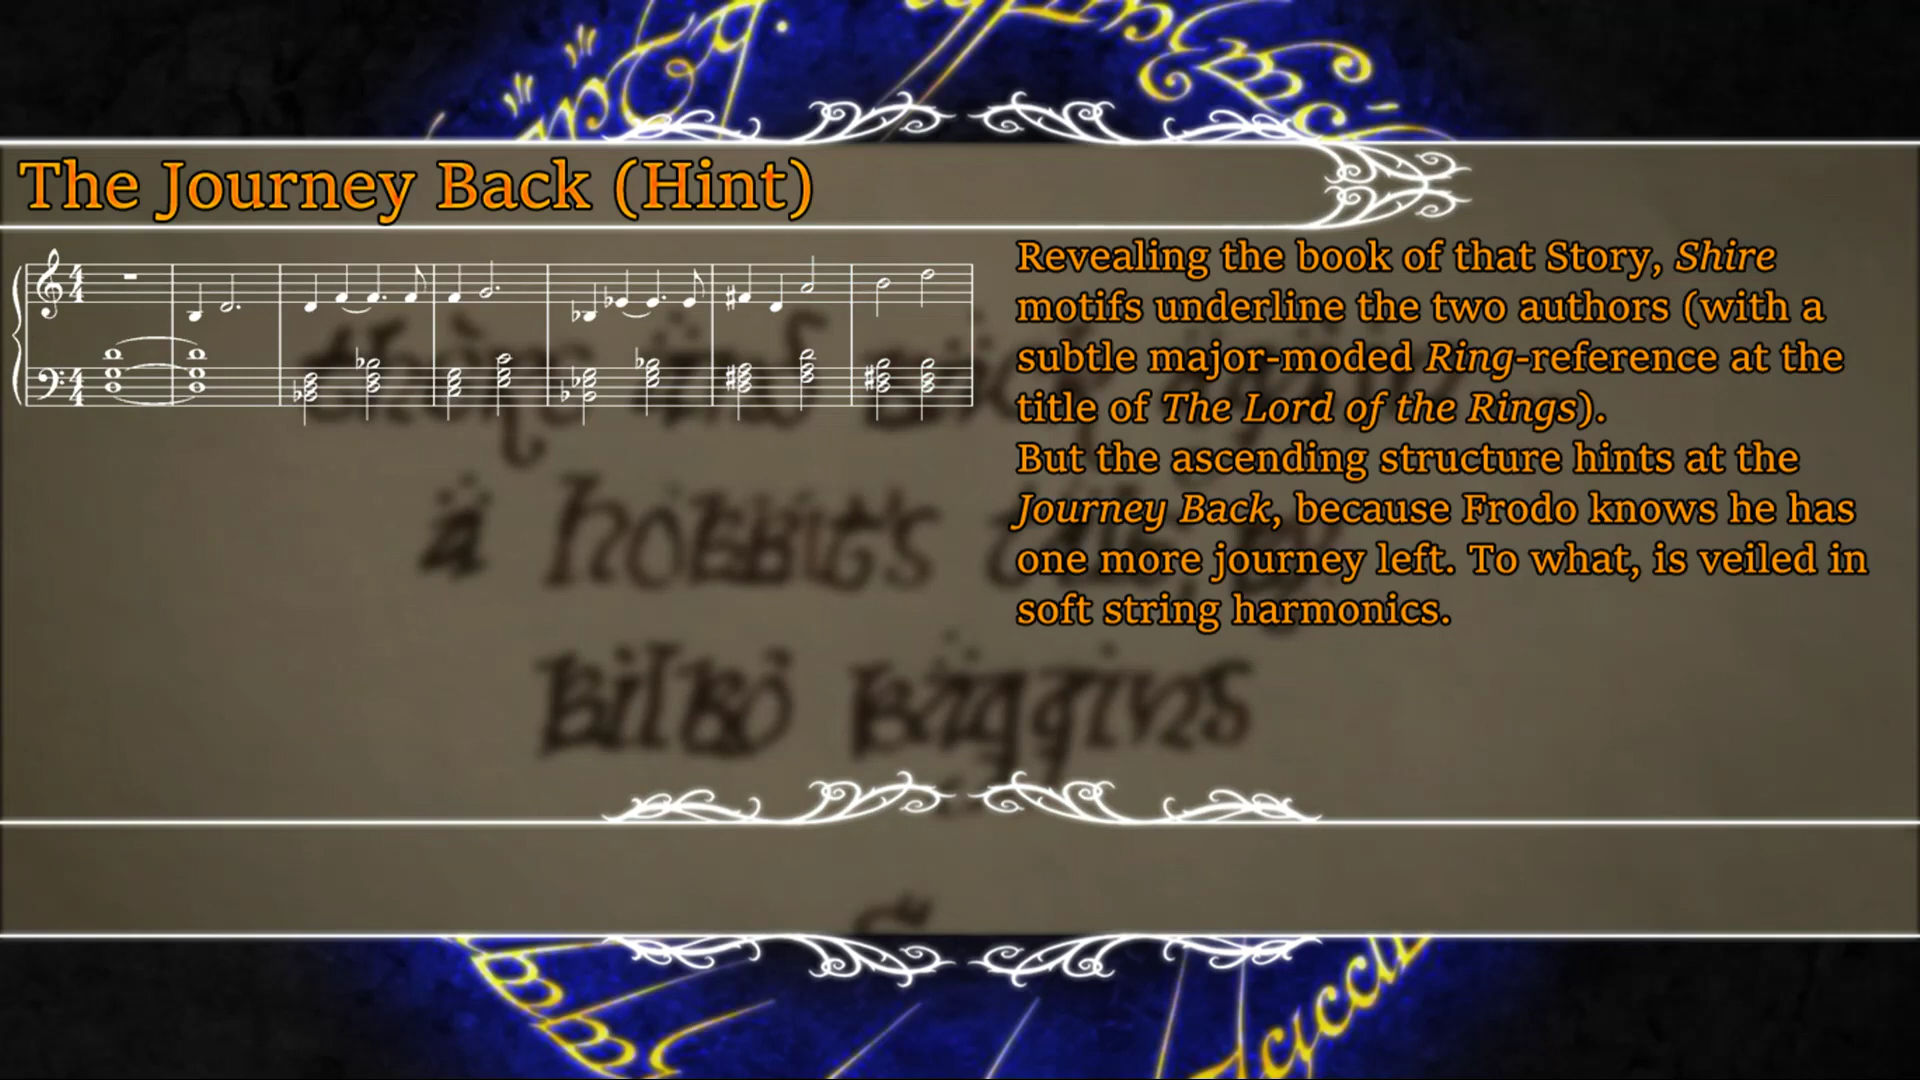 The Journey Back (Hint)
Revealing the book of that Story, Shire
motifs underline the two authors (with a
subtle major-moded Ring-reference at the
title of The Lord of the Rings).
But the ascending structure hints at the
Journey Back, because Frodo knows he has
one more journey left. To what, is veiled in
soft string harmonics.
a hobbit's
Bilbo Baggins